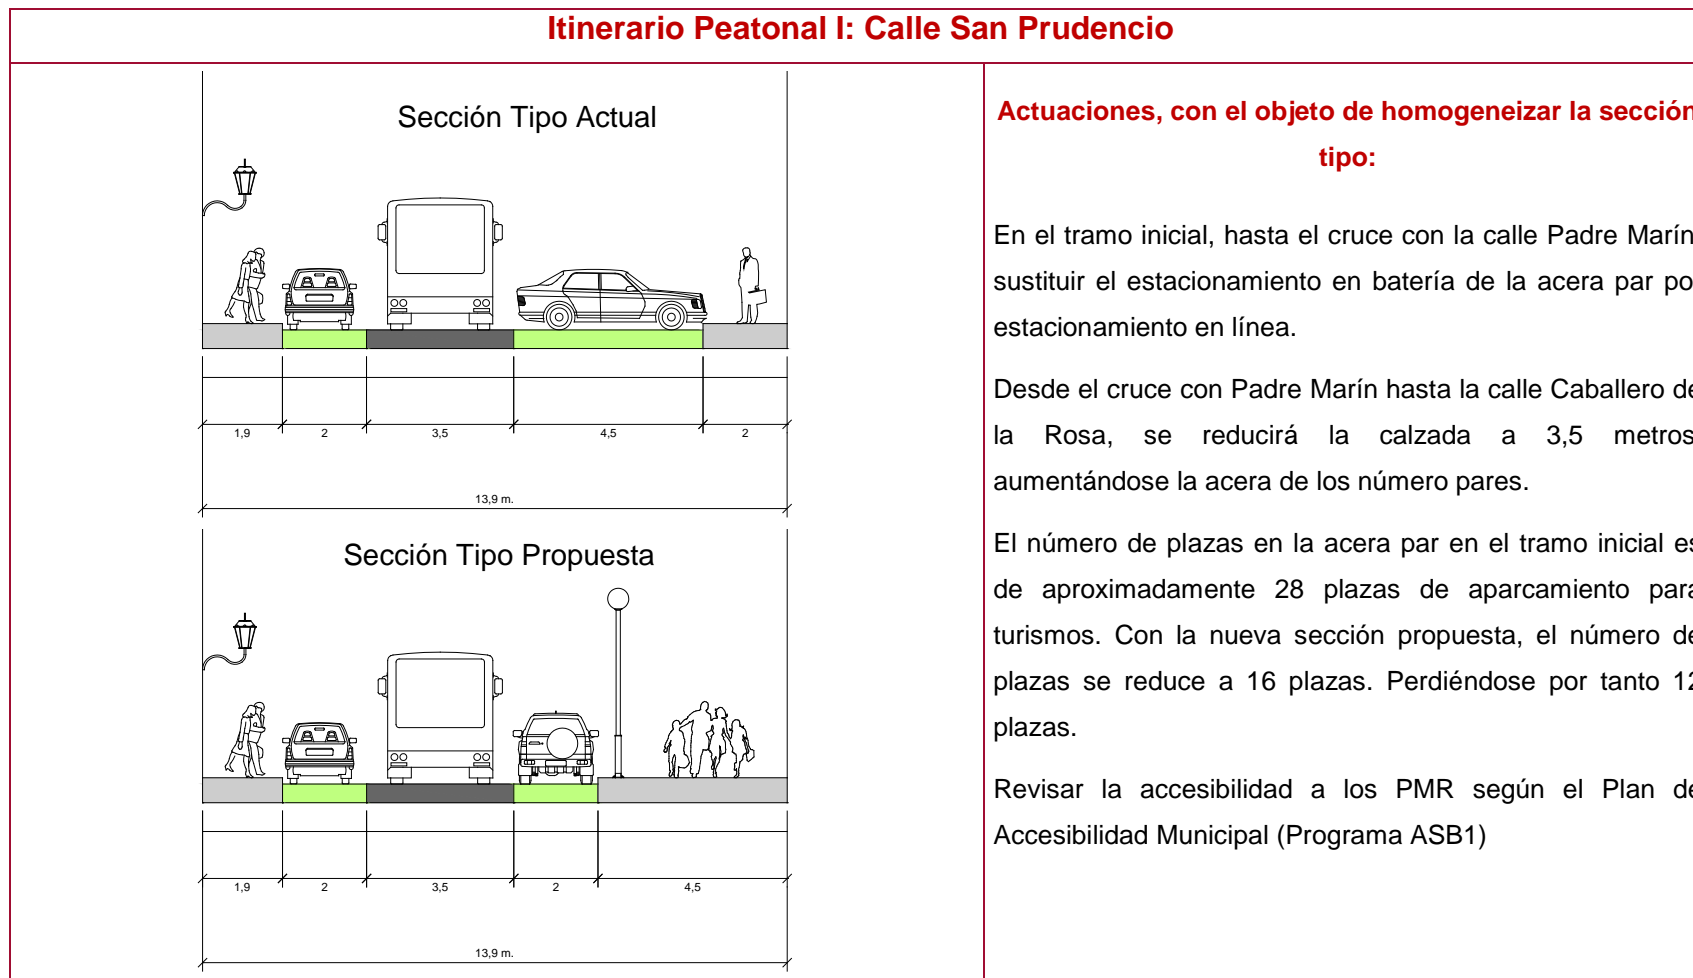 Itinerario Peatonal I: Calle San Prudencio
Sección Tipo Actual
1,9 2 3,5 4,5 2
13,9 m.
Sección Tipo Propuesta
1,9 2 3,5 2 4,5
13,9 m.
Actuaciones, con el objeto de homogeneizar la sección
tipo:
En el tramo inicial, hasta el cruce con la calle Padre Marín
sustituir el estacionamiento en batería de la acera par po
estacionamiento en línea.
Desde el cruce con Padre Marín hasta la calle Caballero de
la Rosa, se reducirá la calzada a 3,5 metros
aumentándose la acera de los número pares.
El número de plazas en la acera par en el tramo inicial es
de aproximadamente 28 plazas de aparcamiento para
turismos. Con la nueva sección propuesta, el número de
plazas se reduce a 16 plazas. Perdiéndose por tanto 12
plazas.
Revisar la accesibilidad a los PMR según el Plan de
Accesibilidad Municipal (Programa ASB1)